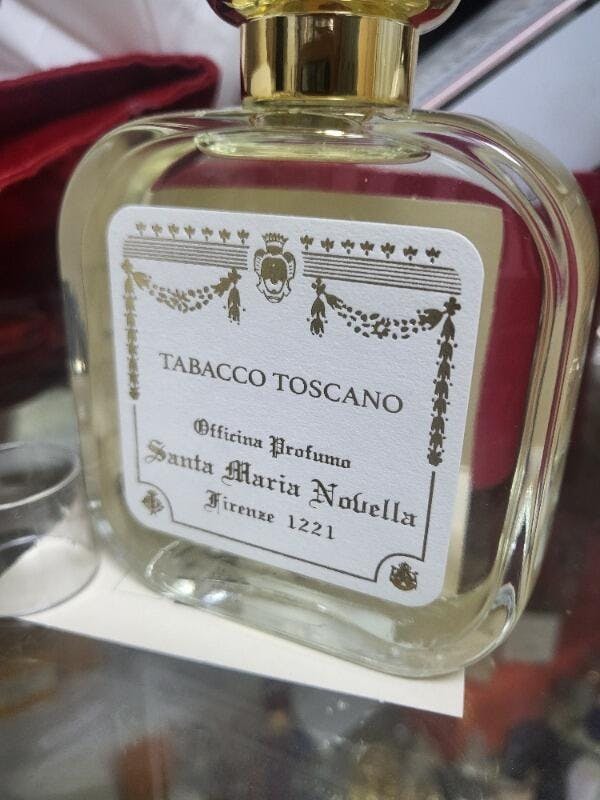 TABACCO TOSCANO
Officina Profumo
Santa Maria Novella
Firenze 1221